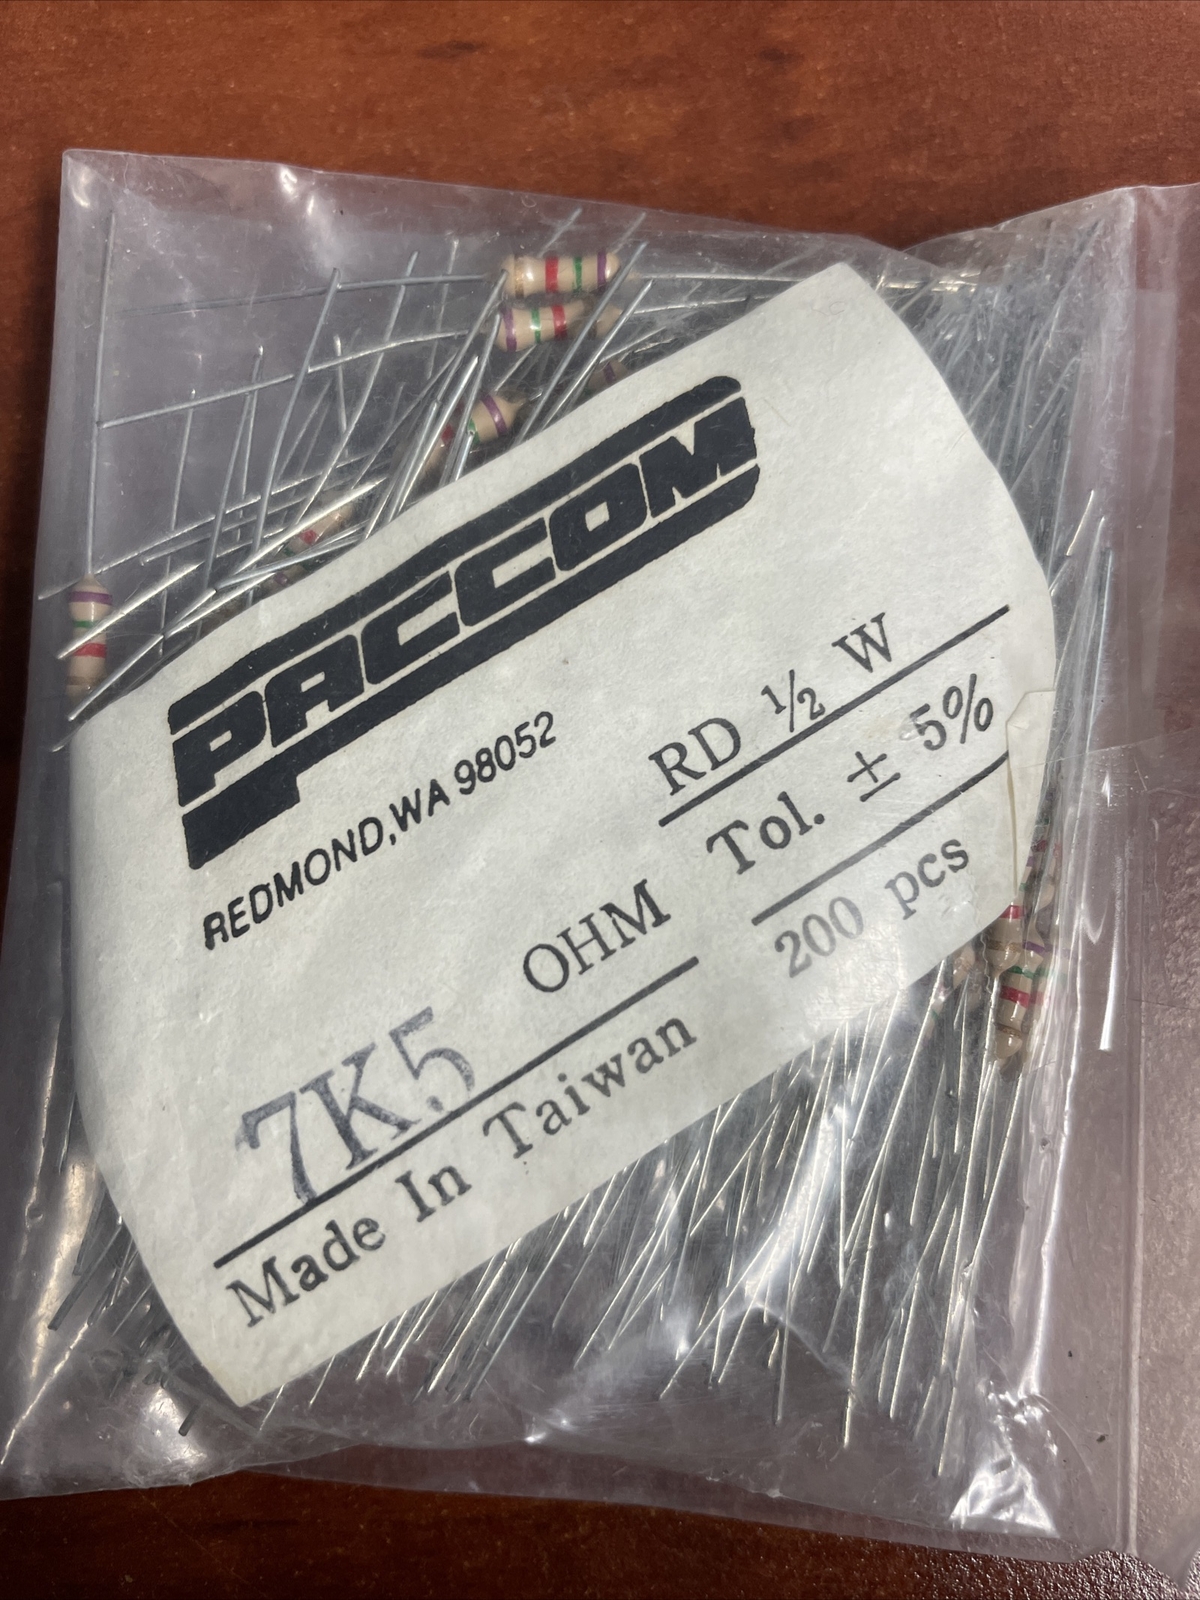 PACCOM
REDMOND,WA 98052
RD ½ W
Tol. ± 5%
7K5 OHM
200 pcs
Made In Taiwan